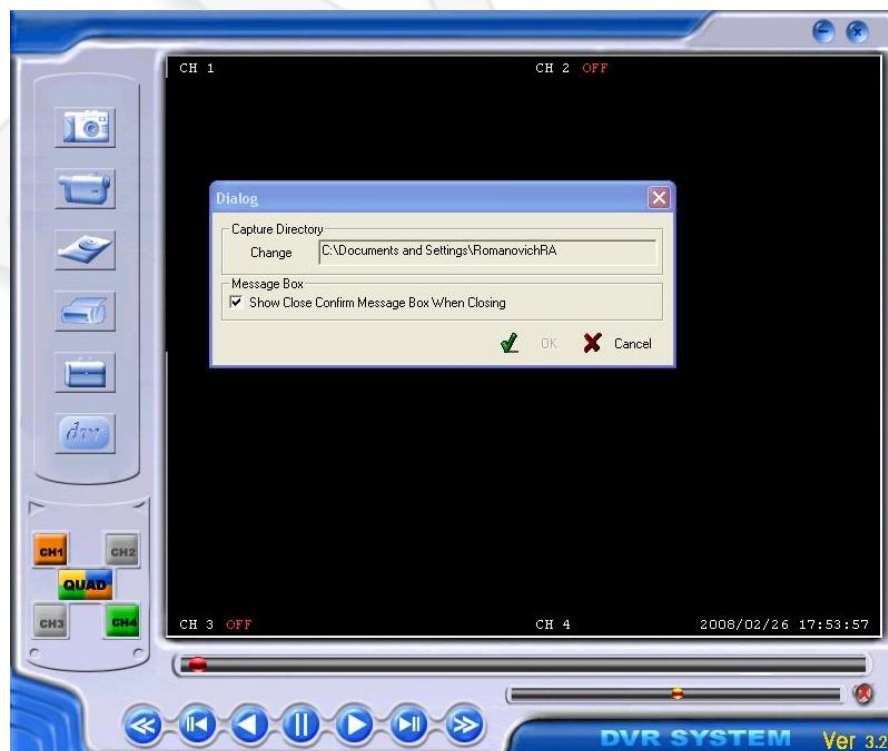 CH 1
CH 2 OFF
Dialog
Capture Directory
Change C:\Documents and Settings\RomanovichRA
Message Box
Show Close Confirm Message Box When Closing
OK Cancel
dvr
CH1 CH2
QUAD
CH3 CH4
CH 3 OFF
CH 4
2008/02/26 17:53:57
DVR SYSTEM Ver 3.2